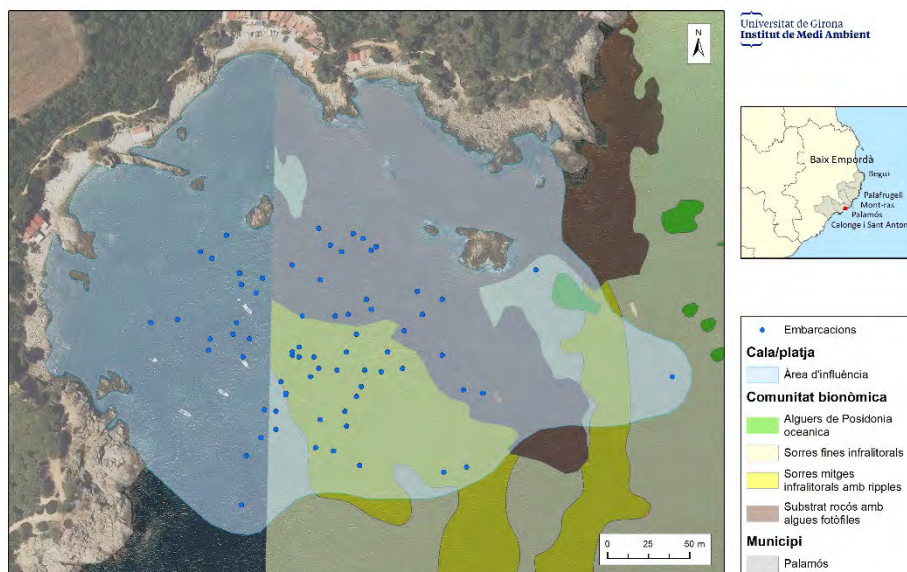 N
0 25 50 m
Universitat de Girona
Institut de Medi Ambient
Baix Empordà
Begur
Palafrugell
Mont-ras
Palamós
Calonge i Sant Anton
Embarcacions
Cala/platja
Àrea d'influència
Comunitat bionòmica
Alguers de Posidonia
oceanica
Sorres fines infralitorals
Sorres mitges
infralitorals amb ripples
Substrat rocós amb
algues fotòfiles
Municipi
Palamós